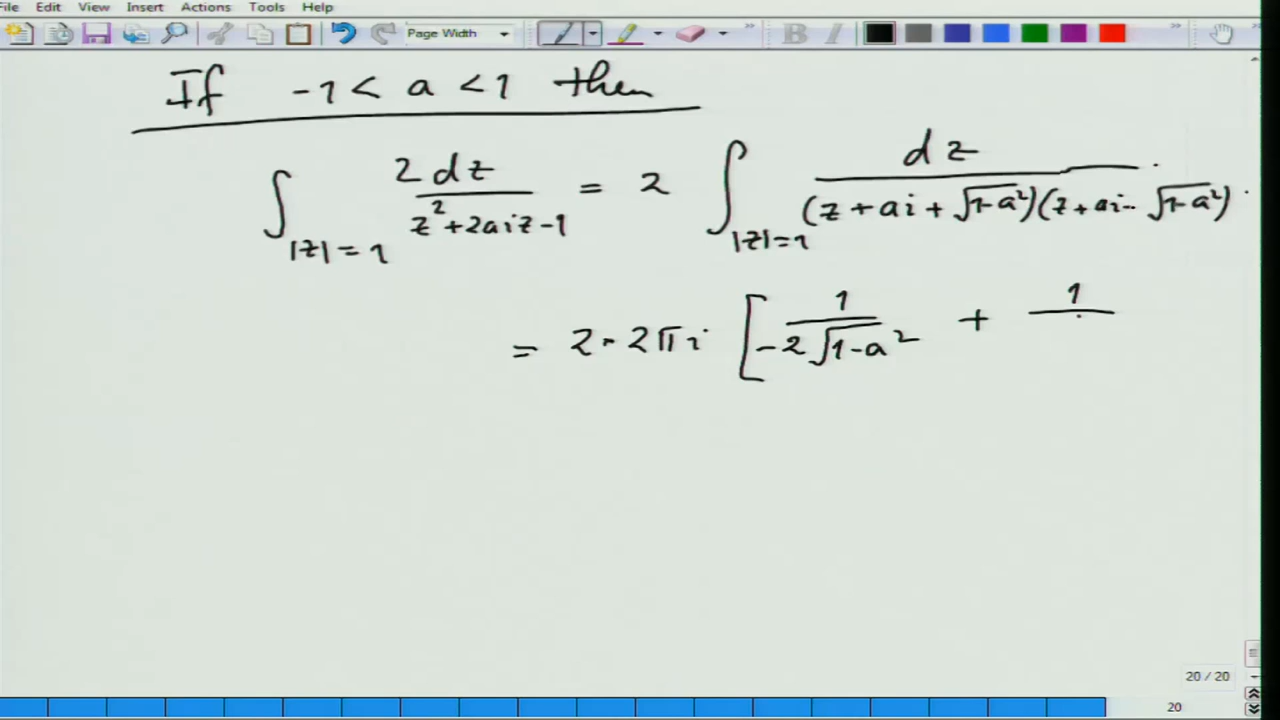 File Edit View Insert Actions Tools Help
Page Width
If -1 < a < 1 then
∫_{|z|=1} 2dz / (z²+2aiz-1) = 2 ∫_{|z|=1} dz / ((z+ai+√(1-a²))(z+ai-√(1-a²)))
= 2·2πi [ 1 / (-2√(1-a²)) + 1 /
20 / 20
20